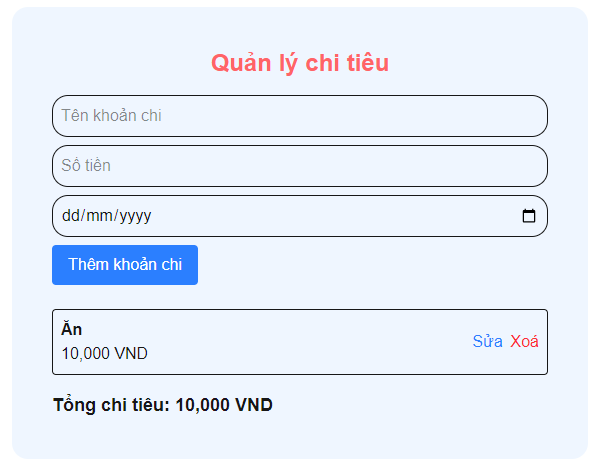 Quản lý chi tiêu
Tên khoản chi
Số tiền
dd/mm/yyyy
Thêm khoản chi
Ăn
10,000 VND
Sửa Xoá
Tổng chi tiêu: 10,000 VND